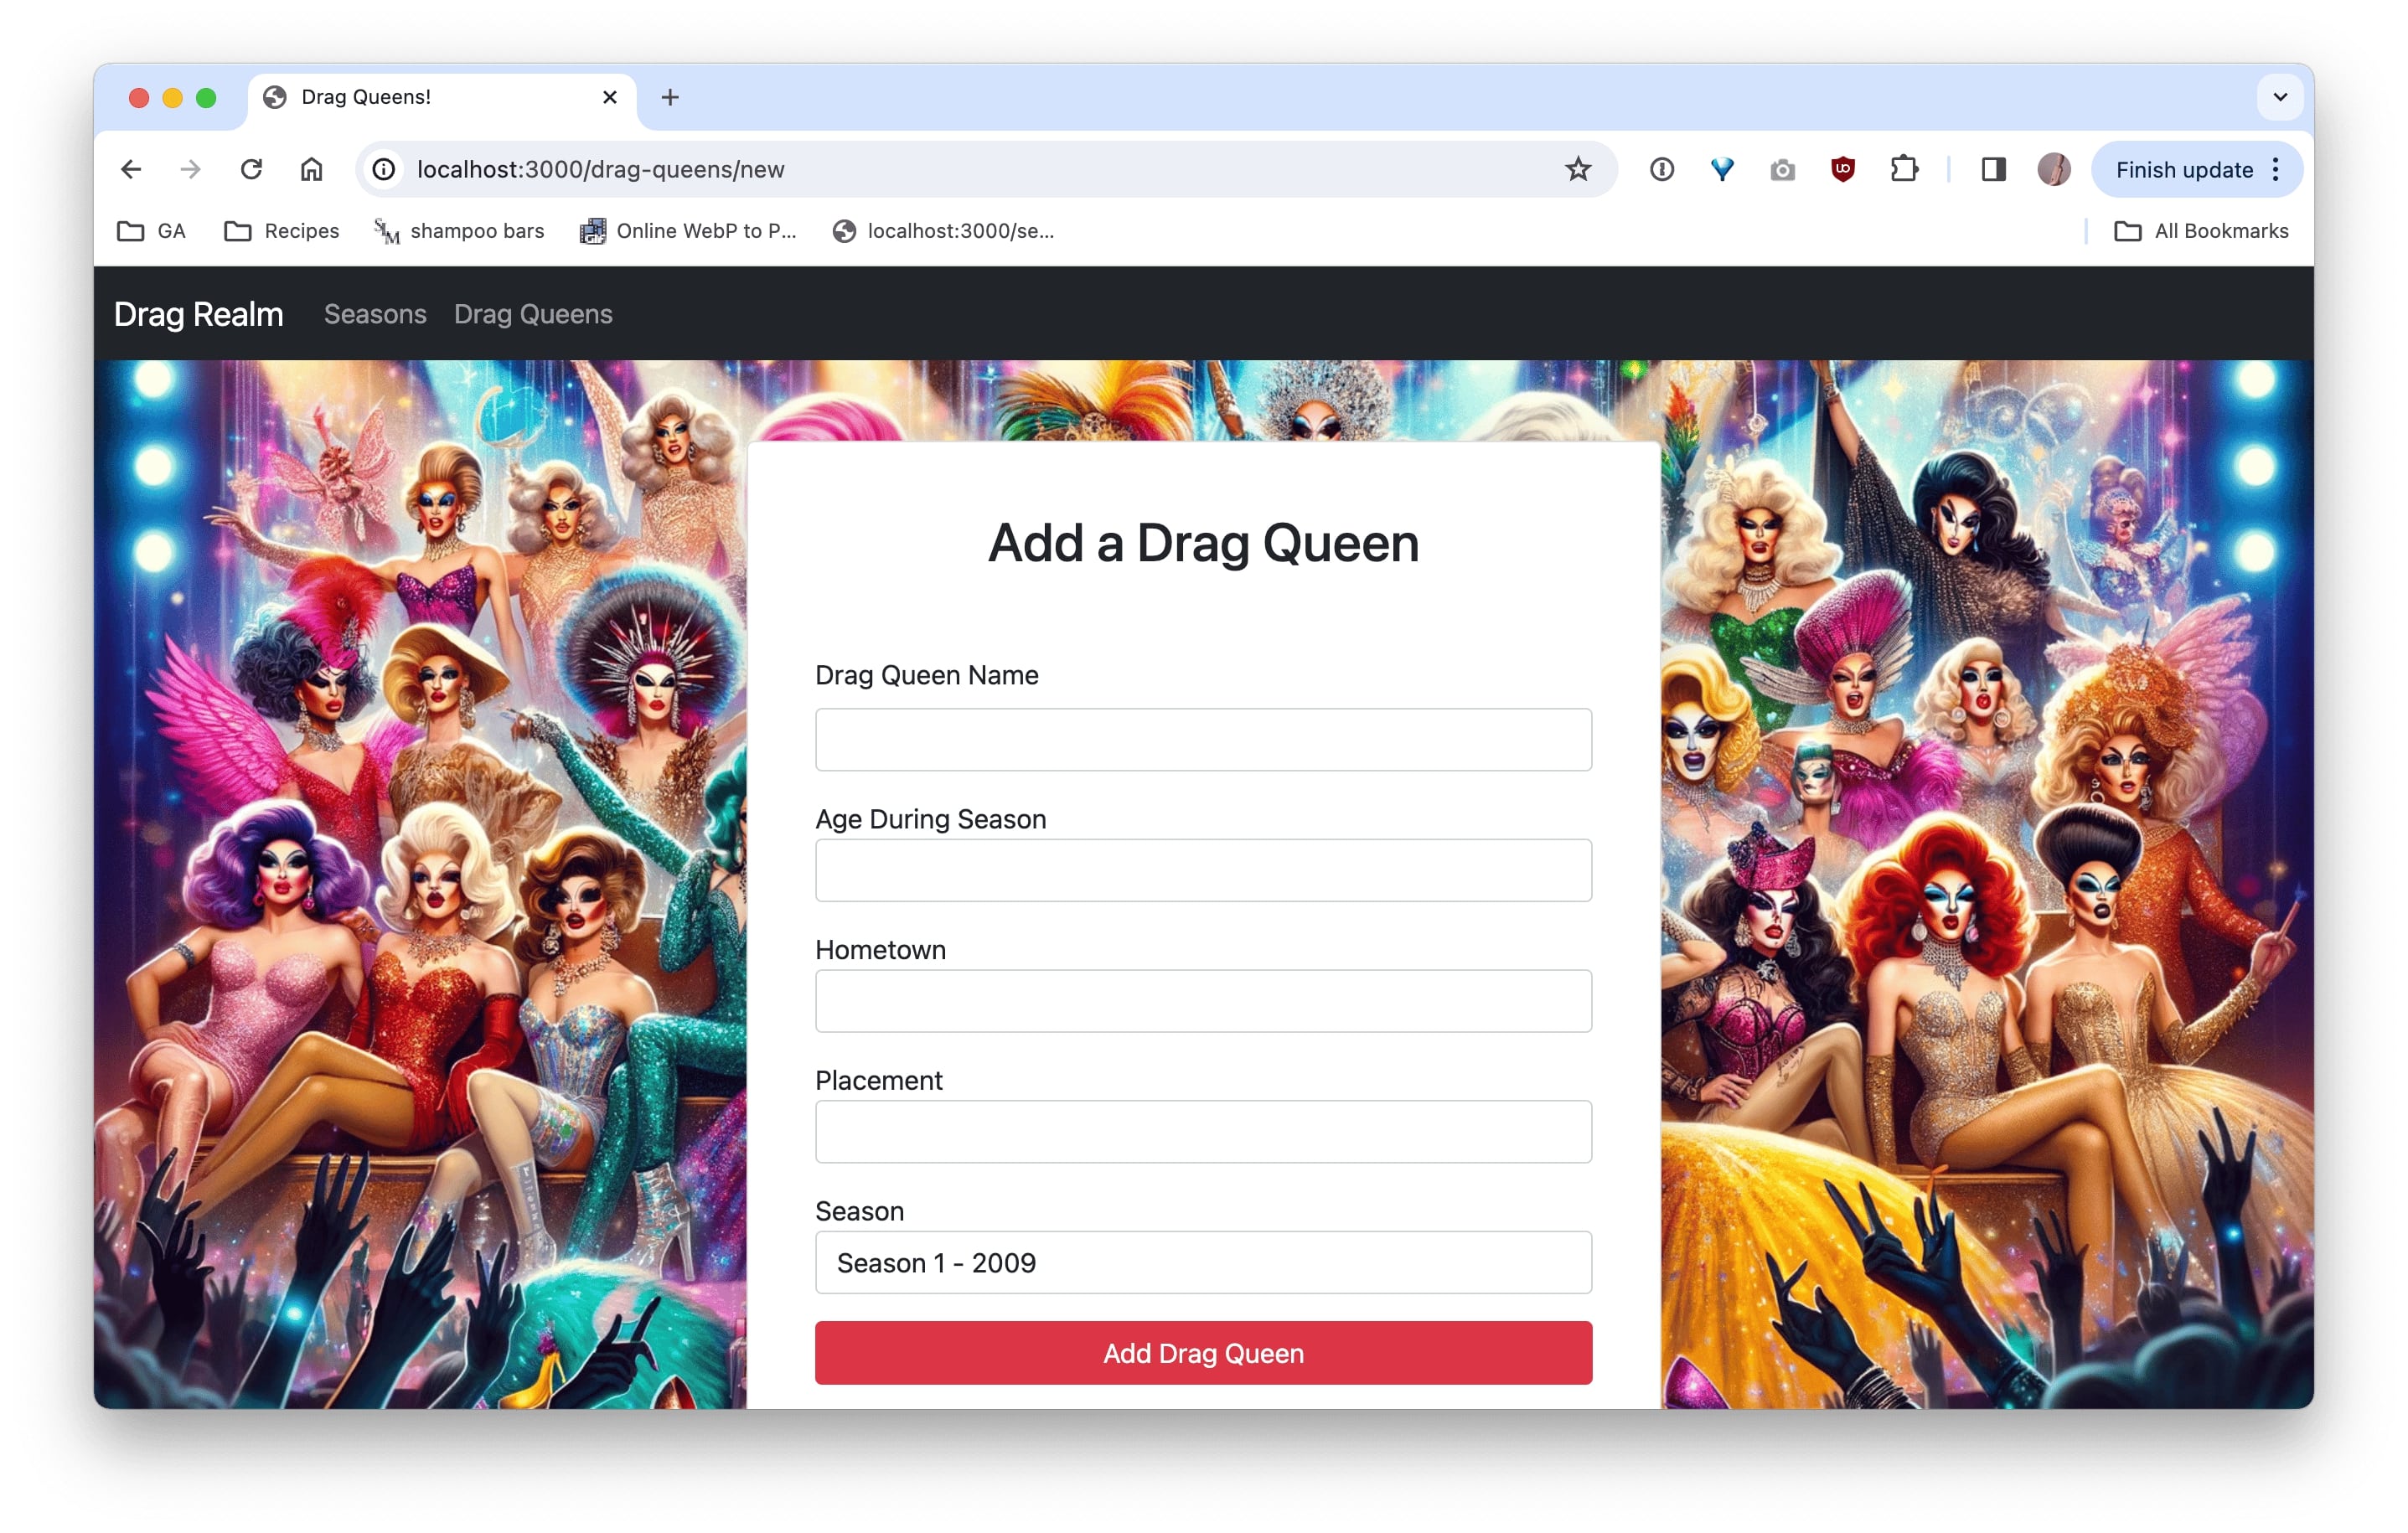 Drag Queens!
localhost:3000/drag-queens/new
Finish update
GA
Recipes
shampoo bars
Online WebP to P...
localhost:3000/se...
All Bookmarks
Drag Realm
Seasons
Drag Queens
Add a Drag Queen
Drag Queen Name
Age During Season
Hometown
Placement
Season
Season 1 - 2009
Add Drag Queen